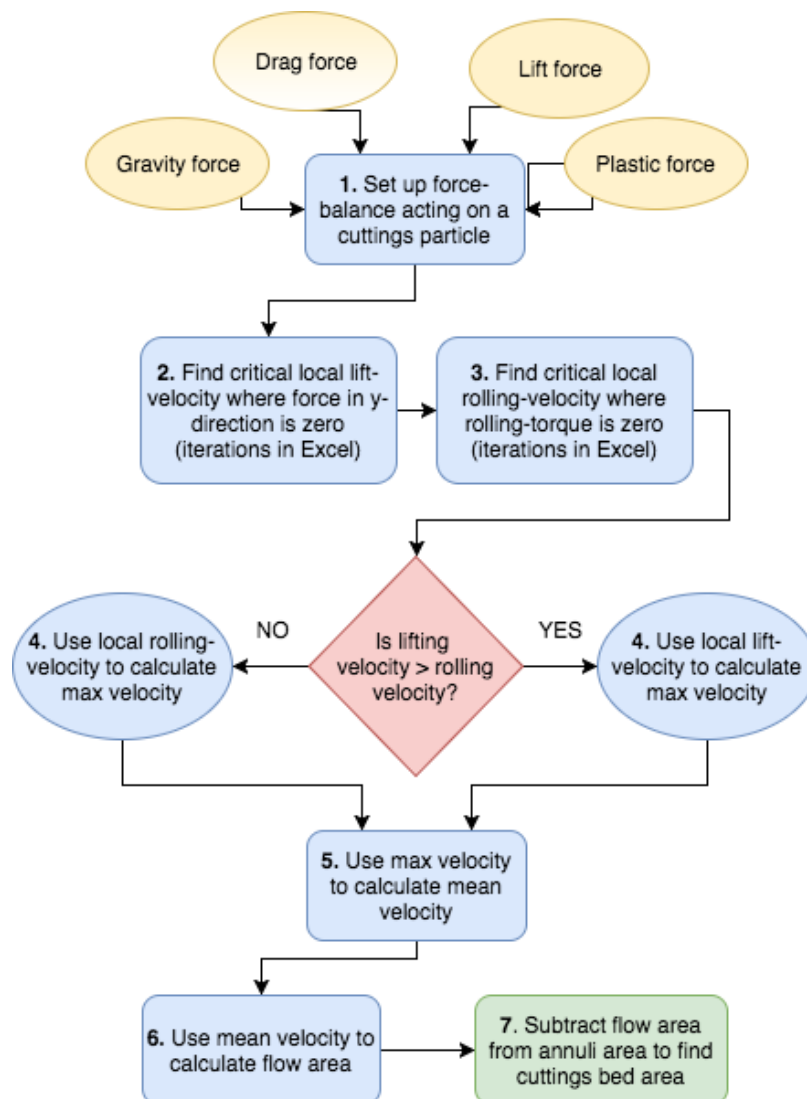 Drag force
Lift force
Gravity force
Plastic force
1. Set up force-
balance acting on a
cuttings particle
2. Find critical local lift-
velocity where force in y-
direction is zero
(iterations in Excel)
3. Find critical local
rolling-velocity where
rolling-torque is zero
(iterations in Excel)
NO
YES
4. Use local rolling-
velocity to calculate
max velocity
Is lifting
velocity > rolling
velocity?
4. Use local lift-
velocity to calculate
max velocity
5. Use max velocity
to calculate mean
velocity
6. Use mean velocity to
calculate flow area
7. Subtract flow area
from annuli area to find
cuttings bed area